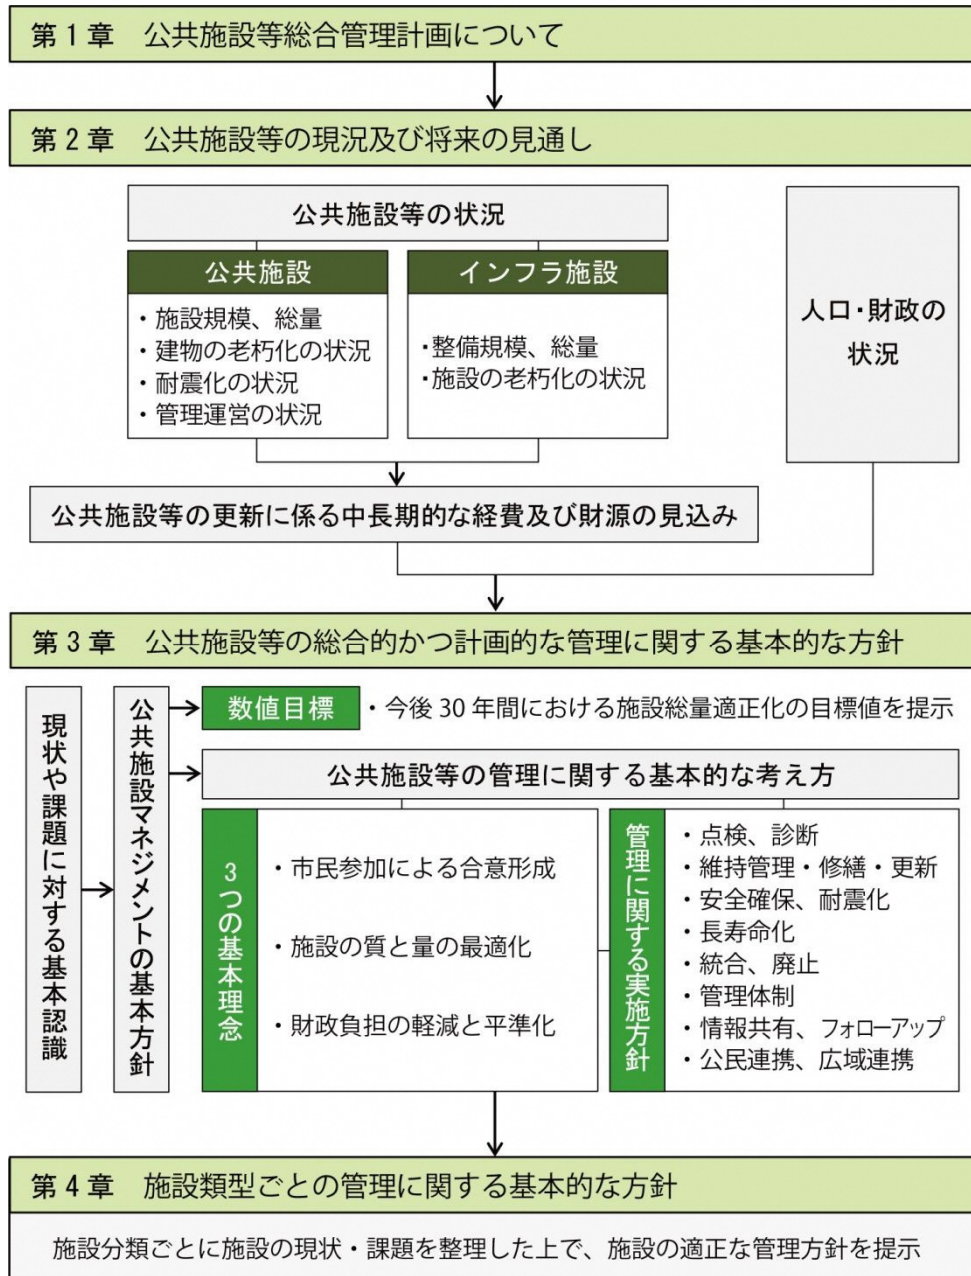 第1章 公共施設等総合管理計画について
第2章 公共施設等の現況及び将来の見通し
公共施設等の状況
公共施設
・施設規模、総量
・建物の老朽化の状況
・耐震化の状況
・管理運営の状況
インフラ施設
・整備規模、総量
・施設の老朽化の状況
人口・財政の
状況
公共施設等の更新に係る中長期的な経費及び財源の見込み
第3章 公共施設等の総合的かつ計画的な管理に関する基本的な方針
現状や課題に対する基本認識
公共施設マネジメントの基本方針
数値目標
・今後30年間における施設総量適正化の目標値を提示
公共施設等の管理に関する基本的な考え方
3つの基本理念
・市民参加による合意形成
・施設の質と量の最適化
・財政負担の軽減と平準化
管理に関する実施方針
・点検、診断
・維持管理・修繕・更新
・安全確保、耐震化
・長寿命化
・統合、廃止
・管理体制
・情報共有、フォローアップ
・公民連携、広域連携
第4章 施設類型ごとの管理に関する基本的な方針
施設分類ごとに施設の現状・課題を整理した上で、施設の適正な管理方針を提示